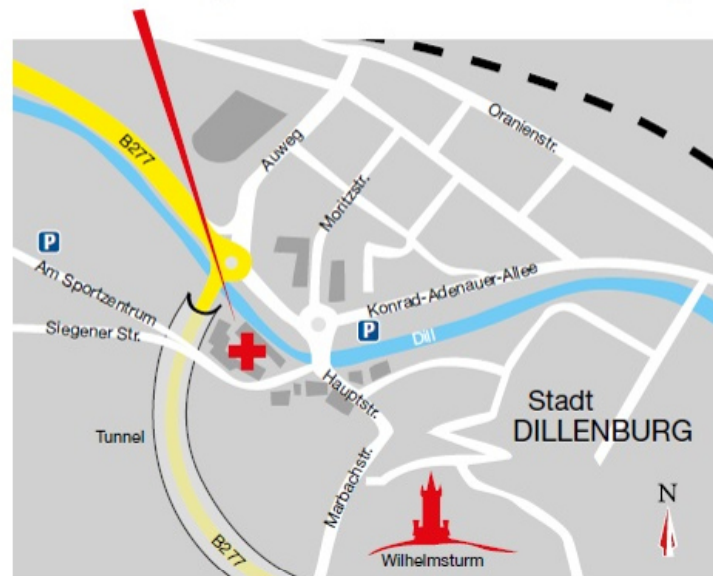 Oranienstr.
B277
Auweg
Moritzstr.
P
Am Sportzentrum
Konrad-Adenauer-Allee
Siegener Str.
P
Dill
Hauptstr.
Stadt
DILLENBURG
Tunnel
Marbachstr.
N
B277
Wilhelmsturm